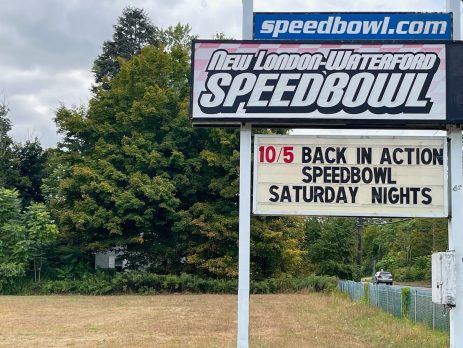 speedbowl.com
New London-Waterford
SPEEDBOWL
10/5 BACK IN ACTION
SPEEDBOWL
SATURDAY NIGHTS